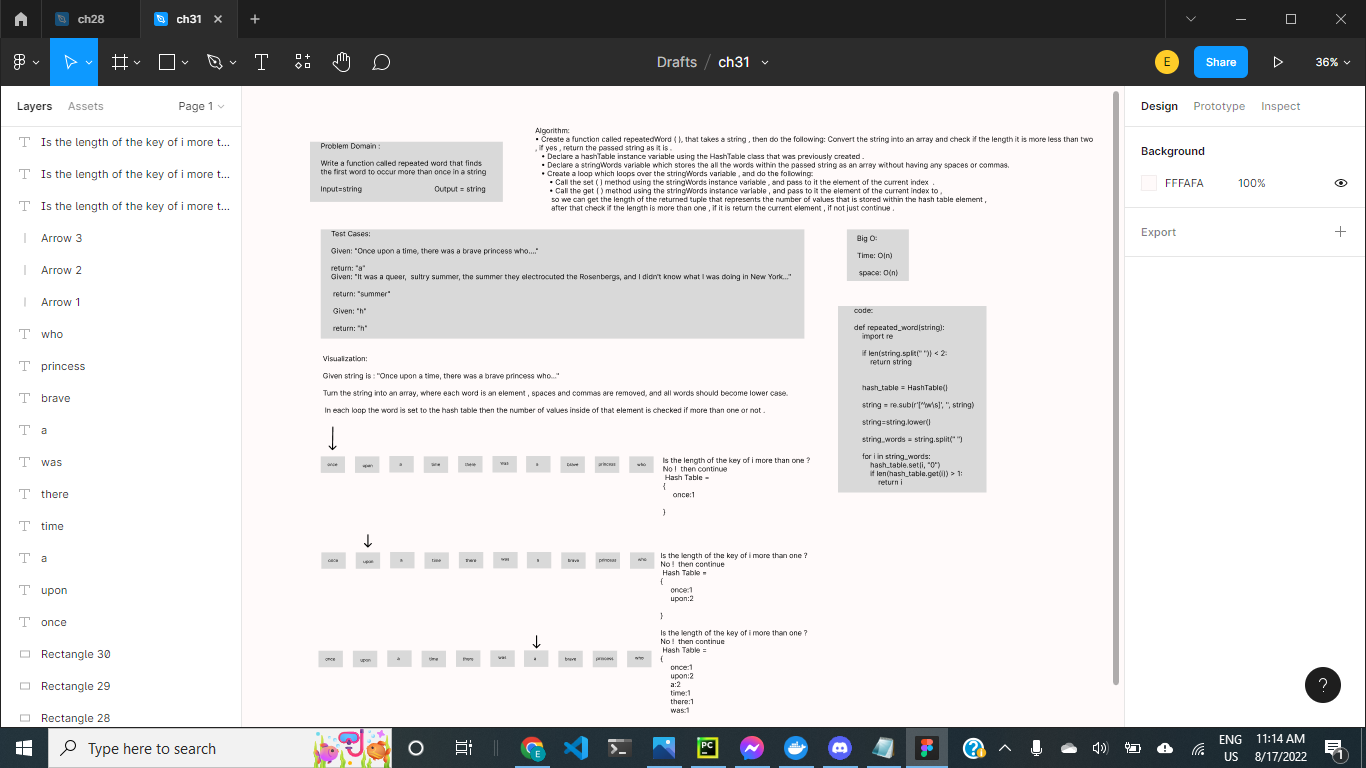 ch28
ch31
Drafts / ch31
E
Share
36%
Layers
Assets
Page 1
Is the length of the key of i more t...
Is the length of the key of i more t...
Is the length of the key of i more t...
Arrow 3
Arrow 2
Arrow 1
who
princess
brave
a
was
there
time
a
upon
once
Rectangle 30
Rectangle 29
Rectangle 28
Problem Domain :
Write a function called repeated word that finds
the first word to occur more than once in a string
Input=string Output = string
Algorithm:
• Create a function called repeatedWord ( ), that takes a string , then do the following: Convert the string into an array and check if the length it is more less than two
, if yes , return the passed string as it is .
• Declare a hashTable instance variable using the HashTable class that was previously created .
• Declare a stringWords variable which stores all the words within the passed string as an array without having any spaces or commas.
• Create a loop which loops over the stringWords variable , and do the following:
• Call the set ( ) method using the stringWords instance variable , and pass to it the element of the current index .
• Call the get ( ) method using the stringWords instance variable , and pass to it the element of the current index to ,
so we can get the length of the returned tuple that represents the number of values that is stored within the hash table element ,
after that check if the length is more than one , if it is return the current element , if not just continue .
Test Cases:
Given: "Once upon a time, there was a brave princess who...."
return: "a"
Given: "It was a queer, sultry summer, the summer they electrocuted the Rosenbergs, and I didn't know what I was doing in New York..."
return: "summer"
Given: "h"
return: "h"
Big O:
Time: O(n)
space: O(n)
code:
def repeated_word(string):
import re
if len(string.split(" ")) < 2:
return string
hash_table = HashTable()
string = re.sub(r'[^\w\s]', '', string)
string=string.lower()
string_words = string.split(" ")
for i in string_words:
hash_table.set(i, "0")
if len(hash_table.get(i)) > 1:
return i
Visualization:
Given string is : "Once upon a time, there was a brave princess who..."
Turn the string into an array, where each word is an element , spaces and commas are removed, and all words should become lower case.
In each loop the word is set to the hash table then the number of values inside of that element is checked if more than one or not .
once upon a time there was a brave princess who
Is the length of the key of i more than one ?
No ! then continue
Hash Table =
{
once:1
}
once upon a time there was a brave princess who
Is the length of the key of i more than one ?
No ! then continue
Hash Table =
{
once:1
upon:2
}
once upon a time there was a brave princess who
Is the length of the key of i more than one ?
No ! then continue
Hash Table =
{
once:1
upon:2
a:2
time:1
there:1
was:1
Design
Prototype
Inspect
Background
FFFAFA 100%
Export
?
Type here to search
ENG
US
11:14 AM
8/17/2022
1